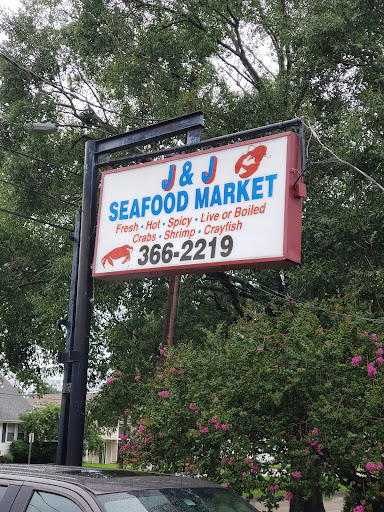 J & J
SEAFOOD MARKET
Fresh • Hot • Spicy • Live or Boiled
Crabs • Shrimp • Crayfish
366-2219